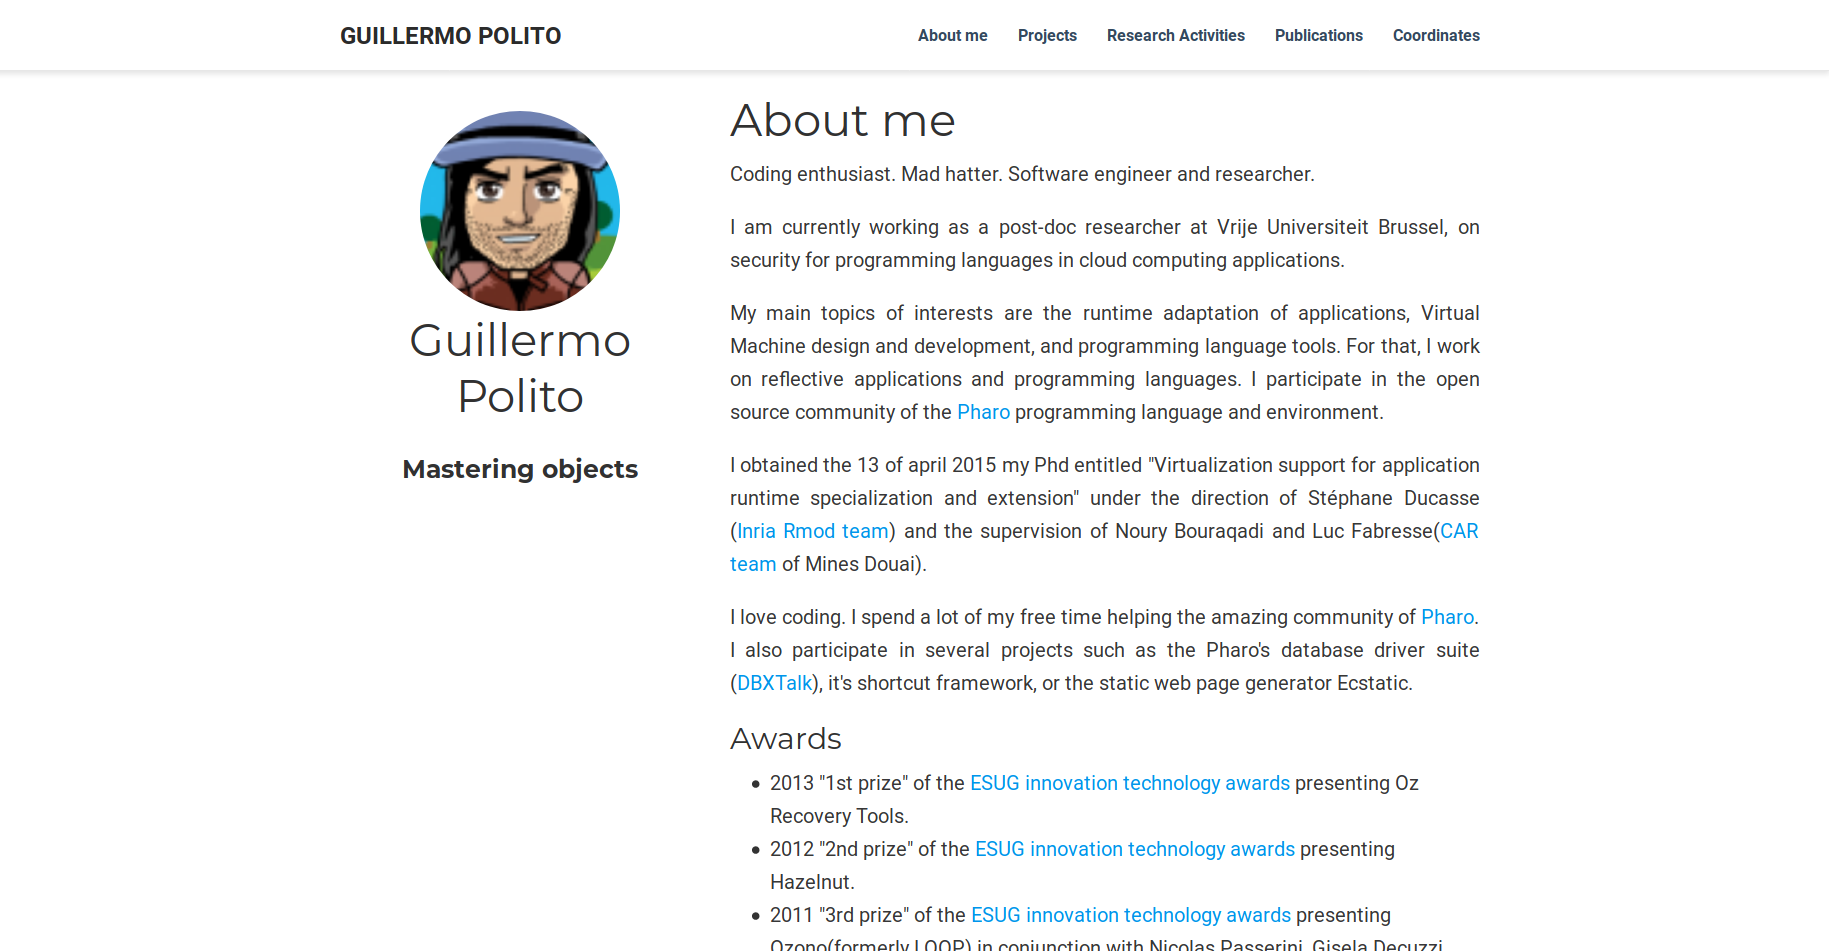 GUILLERMO POLITO
About me
Projects
Research Activities
Publications
Coordinates
Guillermo
Polito
Mastering objects
About me
Coding enthusiast. Mad hatter. Software engineer and researcher.
I am currently working as a post-doc researcher at Vrije Universiteit Brussel, on
security for programming languages in cloud computing applications.
My main topics of interests are the runtime adaptation of applications, Virtual
Machine design and development, and programming language tools. For that, I work
on reflective applications and programming languages. I participate in the open
source community of the Pharo programming language and environment.
I obtained the 13 of april 2015 my Phd entitled "Virtualization support for application
runtime specialization and extension" under the direction of Stéphane Ducasse
(Inria Rmod team) and the supervision of Noury Bouraqadi and Luc Fabresse(CAR
team of Mines Douai).
I love coding. I spend a lot of my free time helping the amazing community of Pharo.
I also participate in several projects such as the Pharo's database driver suite
(DBXTalk), it's shortcut framework, or the static web page generator Ecstatic.
Awards
• 2013 "1st prize" of the ESUG innovation technology awards presenting Oz
Recovery Tools.
• 2012 "2nd prize" of the ESUG innovation technology awards presenting
Hazelnut.
• 2011 "3rd prize" of the ESUG innovation technology awards presenting
Ozono(formerly LOOP) in conjunction with Nicolas Passerini, Gisela Decuzzi,